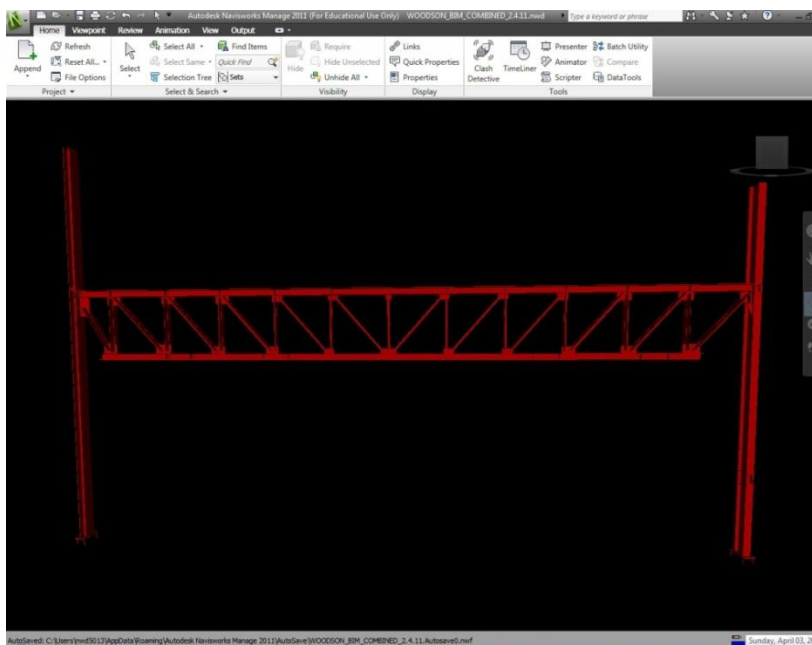 Autodesk Navisworks Manage 2011 (For Educational Use Only) WOODSON_BIM_COMBINED_2.4.11.nwd Type a keyword or phrase
Home Viewpoint Review Animation View Output
Append
Refresh
Reset All...
File Options
Project
Select
Select All
Select Same
Selection Tree
Find Items
Quick Find
Sets
Select & Search
Hide
Require
Hide Unselected
Unhide All
Visibility
Links
Quick Properties
Properties
Display
Clash
Detective
TimeLiner
Presenter
Animator
Scripter
Batch Utility
Compare
DataTools
Tools
AutoSaved: C:\Users\nwd5013\AppData\Roaming\Autodesk Navisworks Manage 2011\AutoSave\WOODSON_BIM_COMBINED_2.4.11.Autosave0.nwf
Sunday, April 03, 20